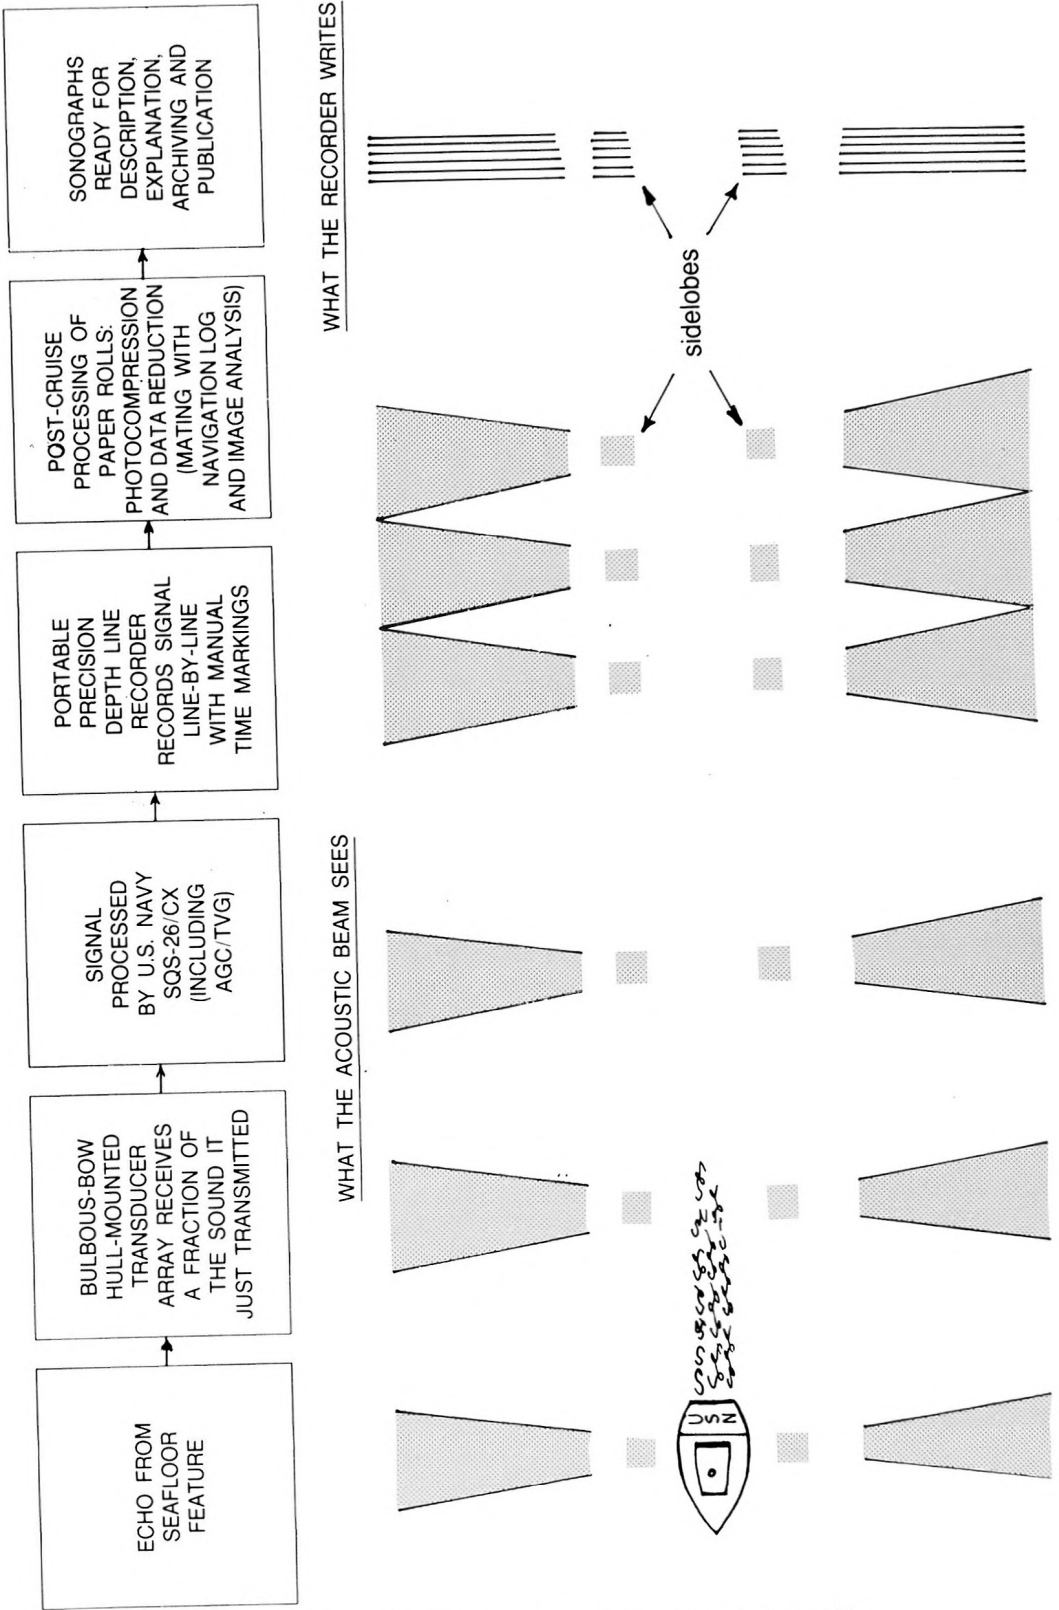 ECHO FROM
SEAFLOOR
FEATURE
BULBOUS-BOW
HULL-MOUNTED
TRANSDUCER
ARRAY RECEIVES
A FRACTION OF
THE SOUND IT
JUST TRANSMITTED
SIGNAL
PROCESSED
BY U.S. NAVY
SQS-26/CX
(INCLUDING
AGC/TVG)
PORTABLE
PRECISION
DEPTH LINE
RECORDER
RECORDS SIGNAL
LINE-BY-LINE
WITH MANUAL
TIME MARKINGS
POST-CRUISE
PROCESSING OF
PAPER ROLLS:
PHOTOCOMPRESSION
AND DATA REDUCTION
(MATING WITH
NAVIGATION LOG
AND IMAGE ANALYSIS)
SONOGRAPHS
READY FOR
DESCRIPTION,
EXPLANATION,
ARCHIVING AND
PUBLICATION
WHAT THE ACOUSTIC BEAM SEES
WHAT THE RECORDER WRITES
USN
sidelobes